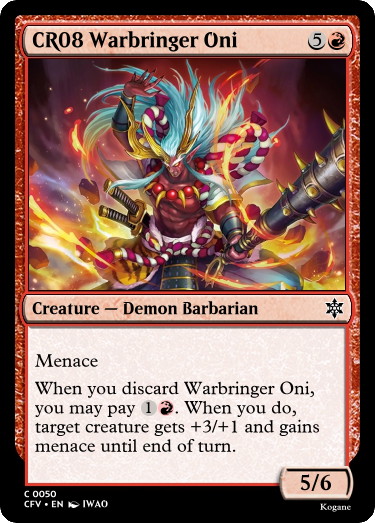 CR08 Warbringer Oni 5
Creature — Demon Barbarian
Menace
When you discard Warbringer Oni,
you may pay 1. When you do,
target creature gets +3/+1 and gains
menace until end of turn.
5/6
C 0050
CFV • EN IWAO
Kogane